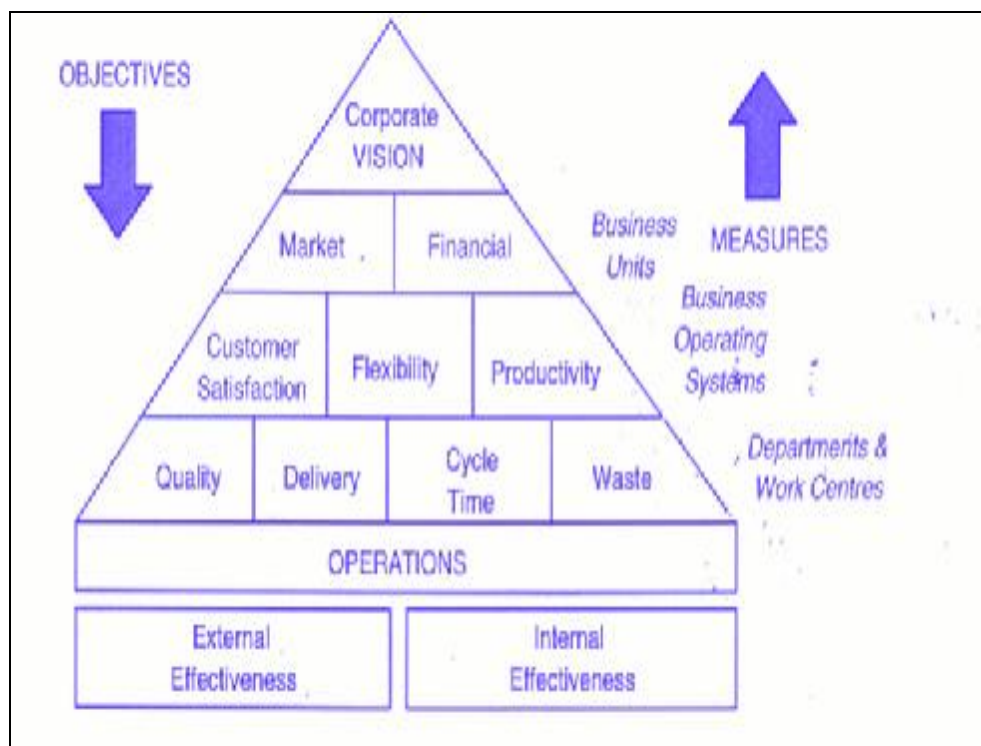 OBJECTIVES
Corporate
VISION
Market
Financial
Business
Units
MEASURES
Customer
Satisfaction
Flexibility
Productivity
Business
Operating
Systems
Quality
Delivery
Cycle
Time
Waste
Departments &
Work Centres
OPERATIONS
External
Effectiveness
Internal
Effectiveness